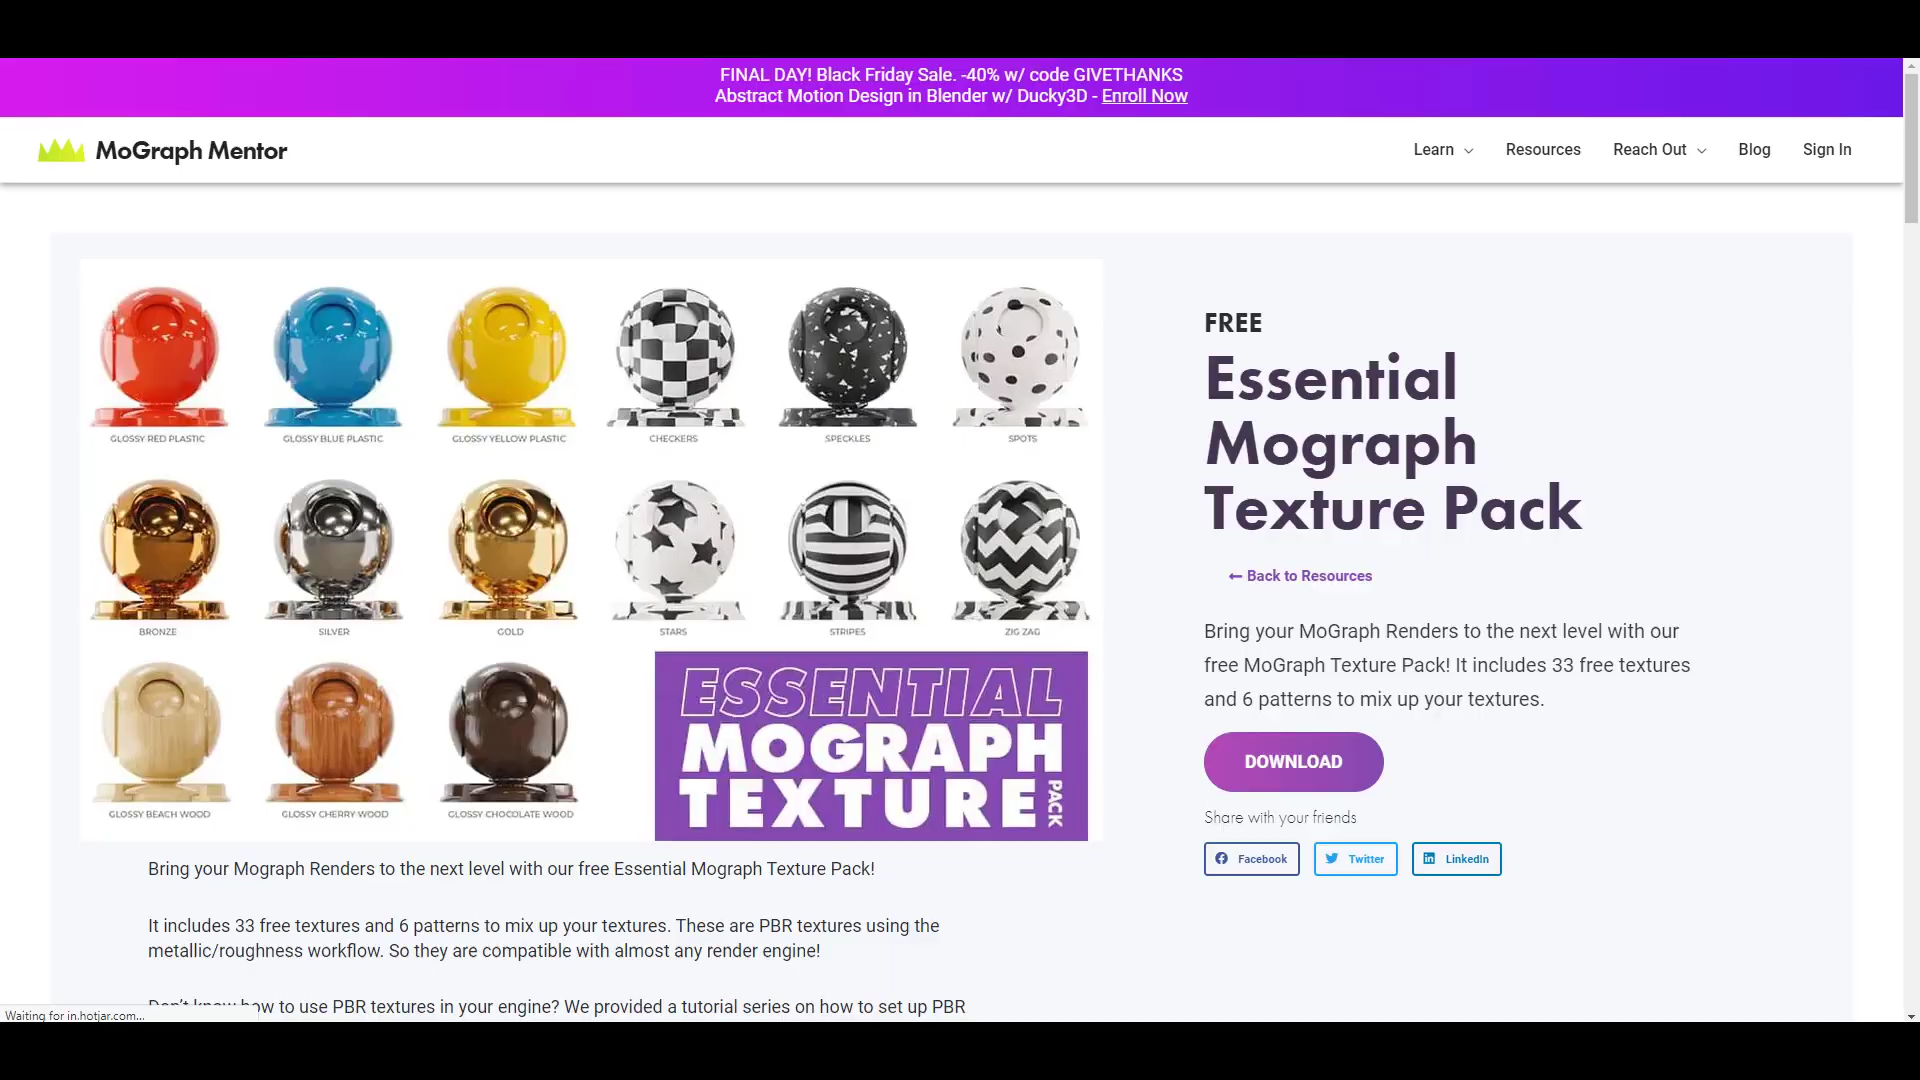 FINAL DAY! Black Friday Sale. -40% w/ code GIVETHANKS
Abstract Motion Design in Blender w/ Ducky3D - Enroll Now
MoGraph Mentor
Learn
Resources
Reach Out
Blog
Sign In
GLOSSY RED PLASTIC
GLOSSY BLUE PLASTIC
GLOSSY YELLOW PLASTIC
CHECKERS
SPECKLES
SPOTS
BRONZE
SILVER
GOLD
STARS
STRIPES
ZIG ZAG
GLOSSY BEACH WOOD
GLOSSY CHERRY WOOD
GLOSSY CHOCOLATE WOOD
ESSENTIAL
MOGRAPH
TEXTURE
PACK
Bring your Mograph Renders to the next level with our free Essential Mograph Texture Pack!
It includes 33 free textures and 6 patterns to mix up your textures. These are PBR textures using the
metallic/roughness workflow. So they are compatible with almost any render engine!
Don't know how to use PBR textures in your engine? We provided a tutorial series on how to set up PBR
FREE
Essential
Mograph
Texture Pack
Back to Resources
Bring your MoGraph Renders to the next level with our
free MoGraph Texture Pack! It includes 33 free textures
and 6 patterns to mix up your textures.
DOWNLOAD
Share with your friends
Facebook
Twitter
LinkedIn
Waiting for in.hotjar.com...